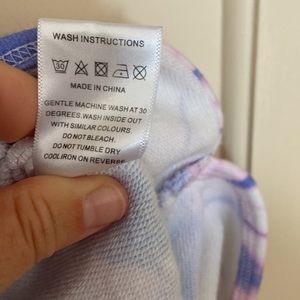 WASH INSTRUCTIONS
30
MADE IN CHINA
GENTLE MACHINE WASH AT 30
DEGREES.WASH INSIDE OUT
WITH SIMILAR COLOURS
DO NOT BLEACH.
DO NOT TUMBLE DRY
COOLIRON ON REVERSE